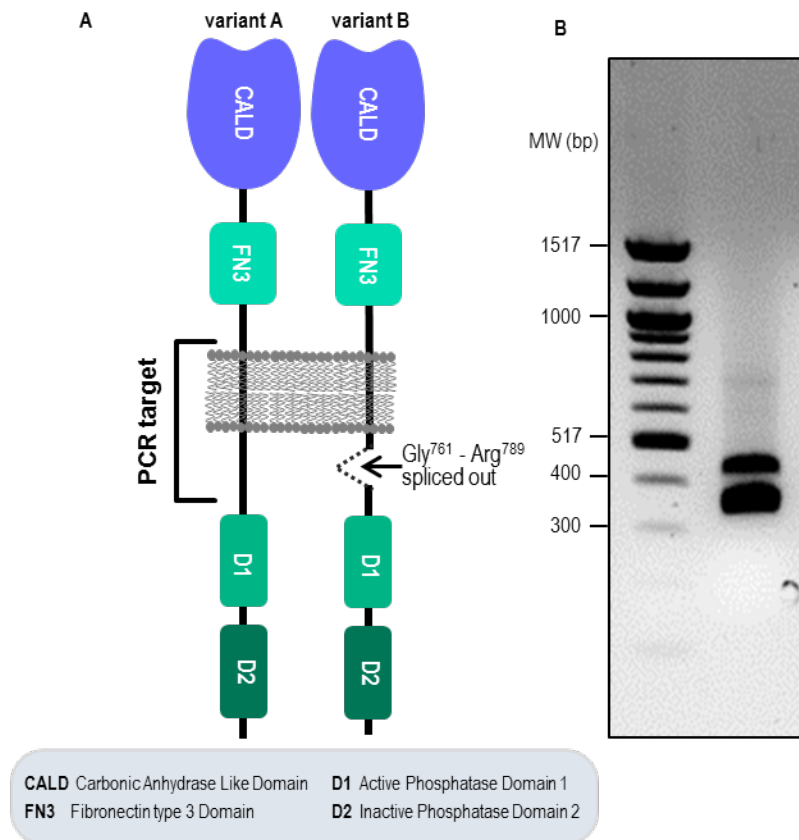 A
variant A
variant B
B
CALD
CALD
FN3
FN3
PCR target
Gly761 - Arg789
spliced out
D1
D1
D2
D2
MW (bp)
1517
1000
517
400
300
CALD Carbonic Anhydrase Like Domain
D1 Active Phosphatase Domain 1
FN3 Fibronectin type 3 Domain
D2 Inactive Phosphatase Domain 2